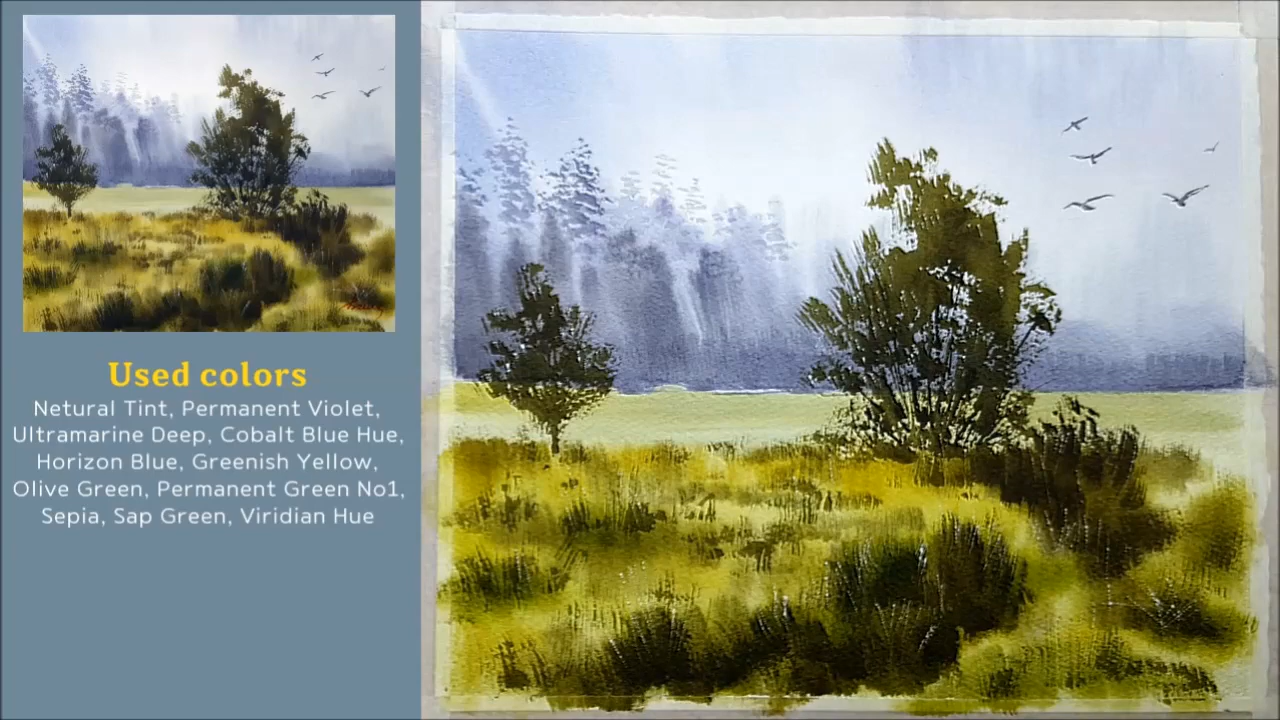 Used colors
Netural Tint, Permanent Violet,
Ultramarine Deep, Cobalt Blue Hue,
Horizon Blue, Greenish Yellow,
Olive Green, Permanent Green No1,
Sepia, Sap Green, Viridian Hue